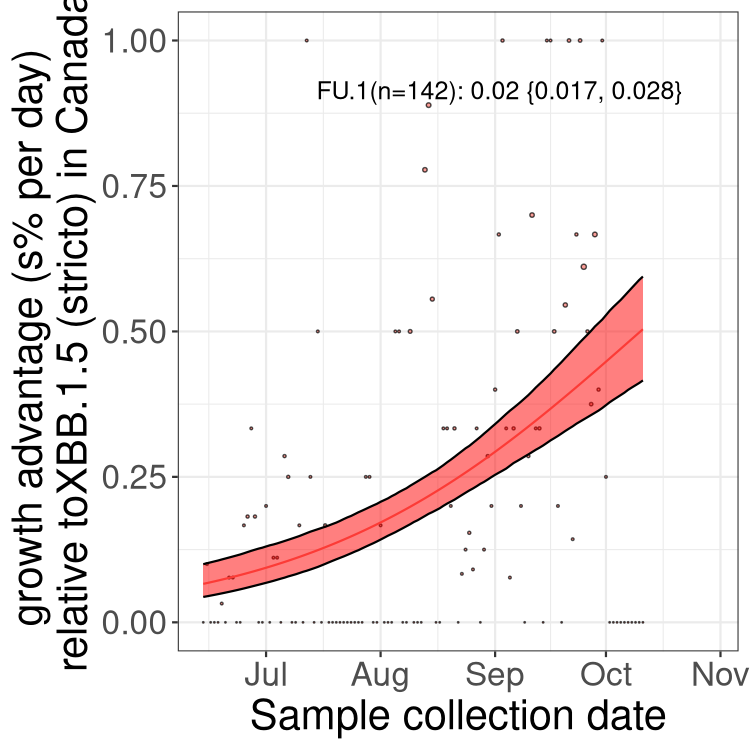 growth advantage (s% per day)
relative toXBB.1.5 (stricto) in Canada
1.00
0.75
0.50
0.25
0.00
FU.1(n=142): 0.02 {0.017, 0.028}
Jul Aug Sep Oct Nov
Sample collection date